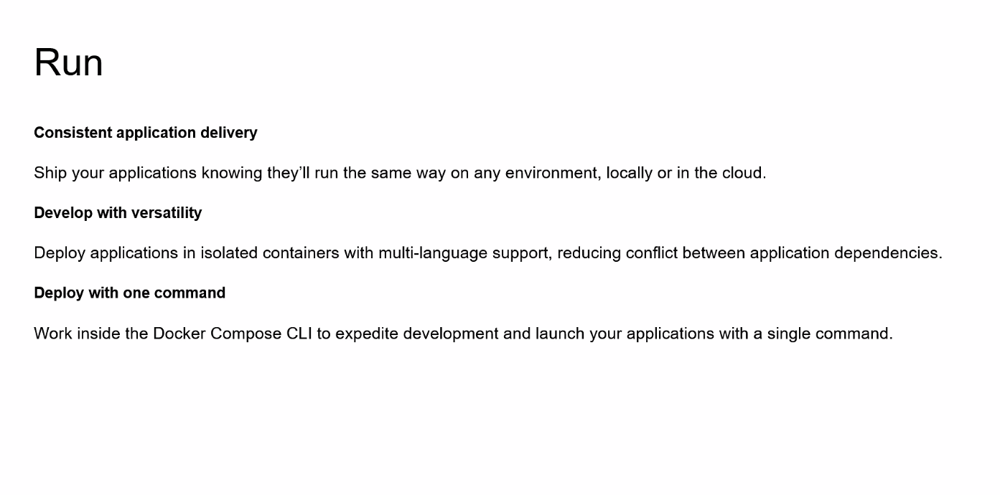 Run
Consistent application delivery
Ship your applications knowing they’ll run the same way on any environment, locally or in the cloud.
Develop with versatility
Deploy applications in isolated containers with multi-language support, reducing conflict between application dependencies.
Deploy with one command
Work inside the Docker Compose CLI to expedite development and launch your applications with a single command.